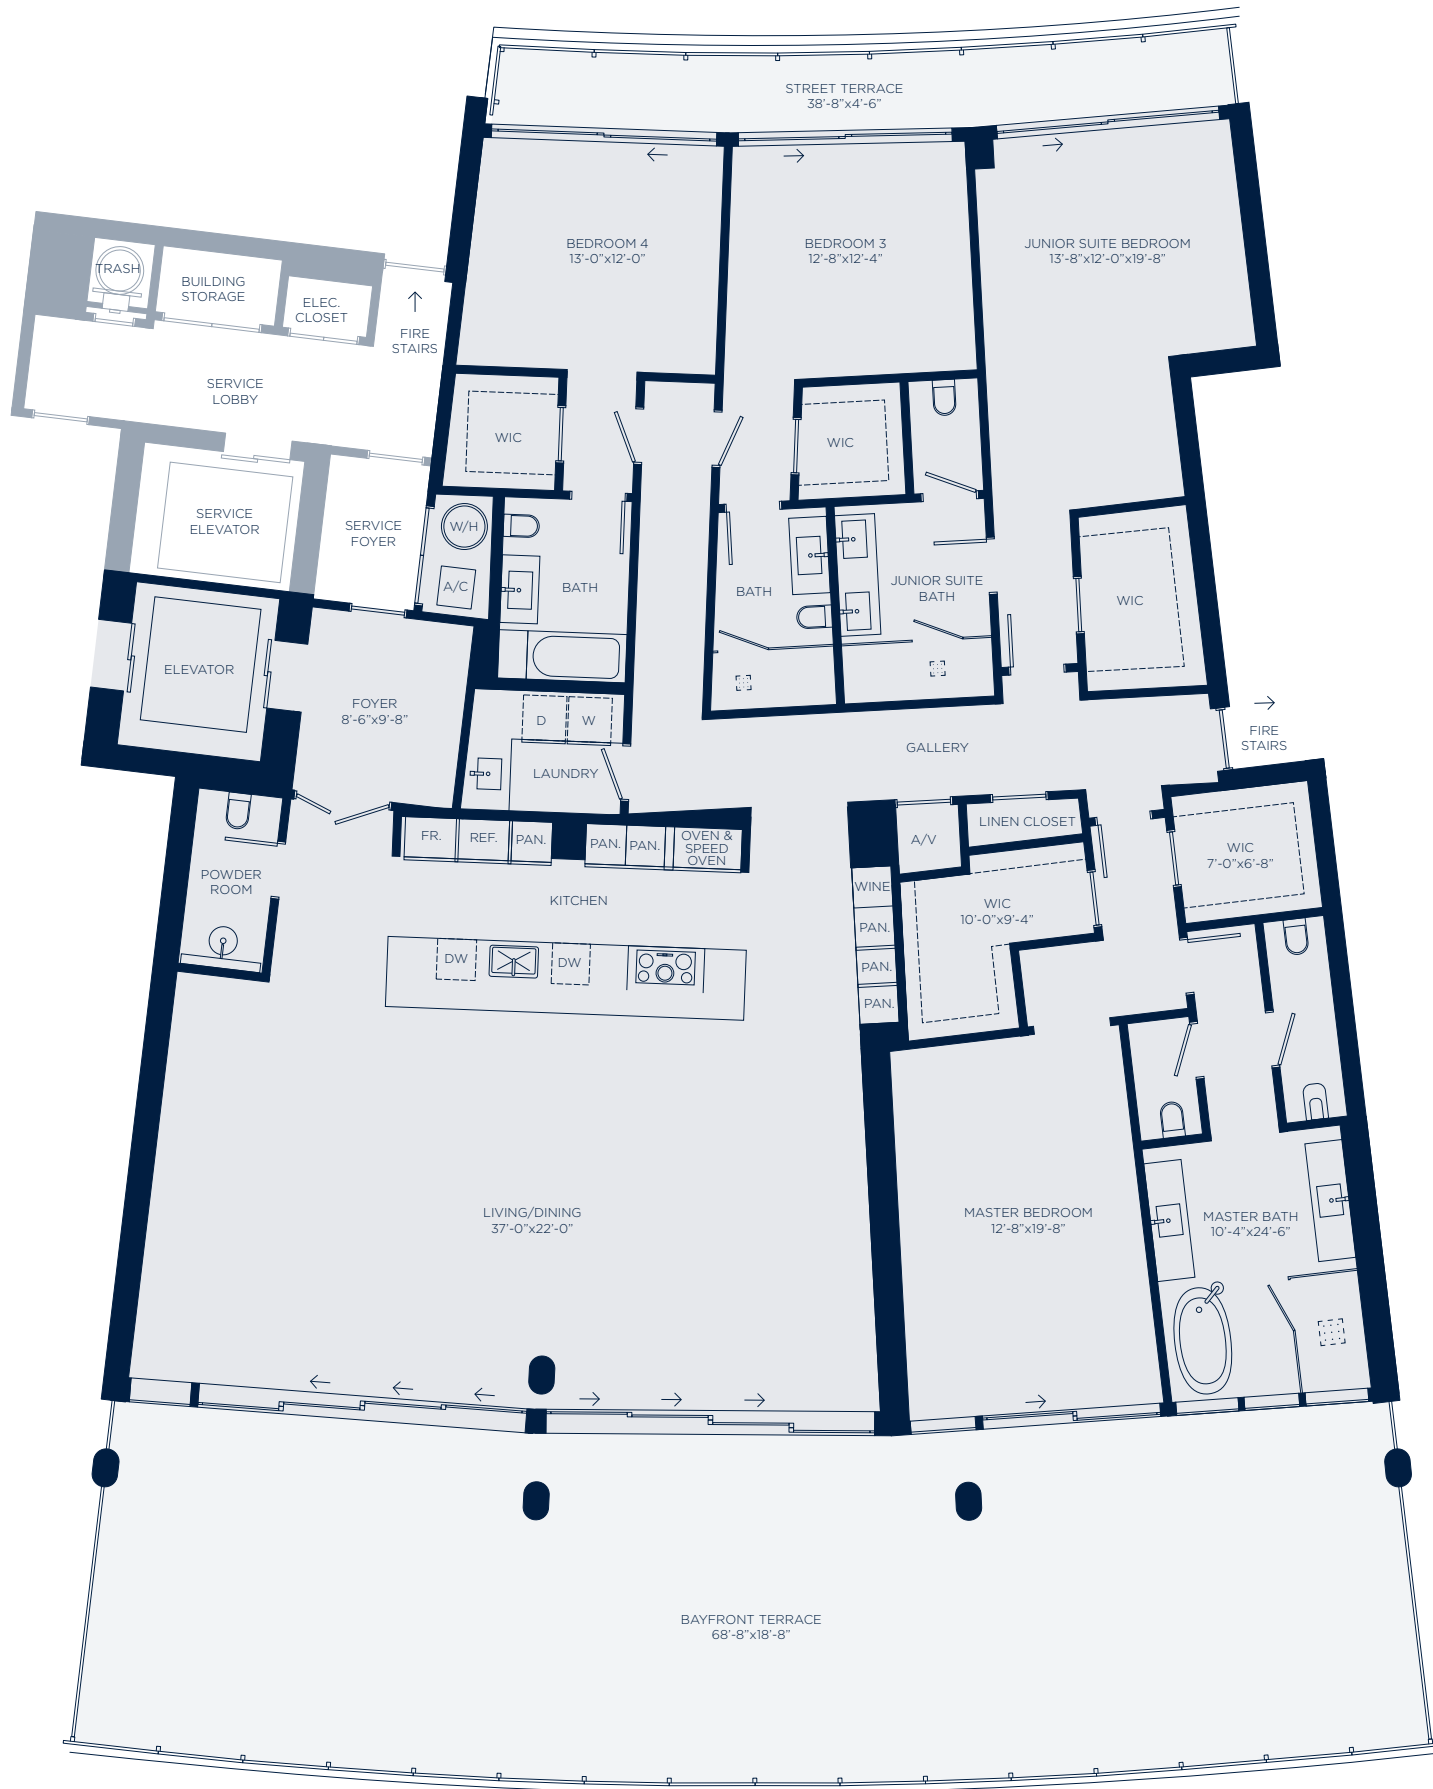 STREET TERRACE
38'-8"x4'-6"
BEDROOM 4
13'-0"x12'-0"
BEDROOM 3
12'-8"x12'-4"
JUNIOR SUITE BEDROOM
13'-8"x12'-0"x19'-8"
TRASH
BUILDING
STORAGE
ELEC.
CLOSET
FIRE
STAIRS
SERVICE
LOBBY
WIC
WIC
SERVICE
ELEVATOR
SERVICE
FOYER
W/H
A/C
BATH
BATH
JUNIOR SUITE
BATH
WIC
ELEVATOR
FOYER
8'-6"x9'-8"
D
W
LAUNDRY
GALLERY
FIRE
STAIRS
FR.
REF.
PAN.
PAN.
PAN.
OVEN &
SPEED
OVEN
A/V
LINEN CLOSET
WIC
7'-0"x6'-8"
POWDER
ROOM
KITCHEN
WINE
PAN.
PAN.
PAN.
WIC
10'-0"x9'-4"
DW
DW
LIVING/DINING
37'-0"x22'-0"
MASTER BEDROOM
12'-8"x19'-8"
MASTER BATH
10'-4"x24'-6"
BAYFRONT TERRACE
68'-8"x18'-8"